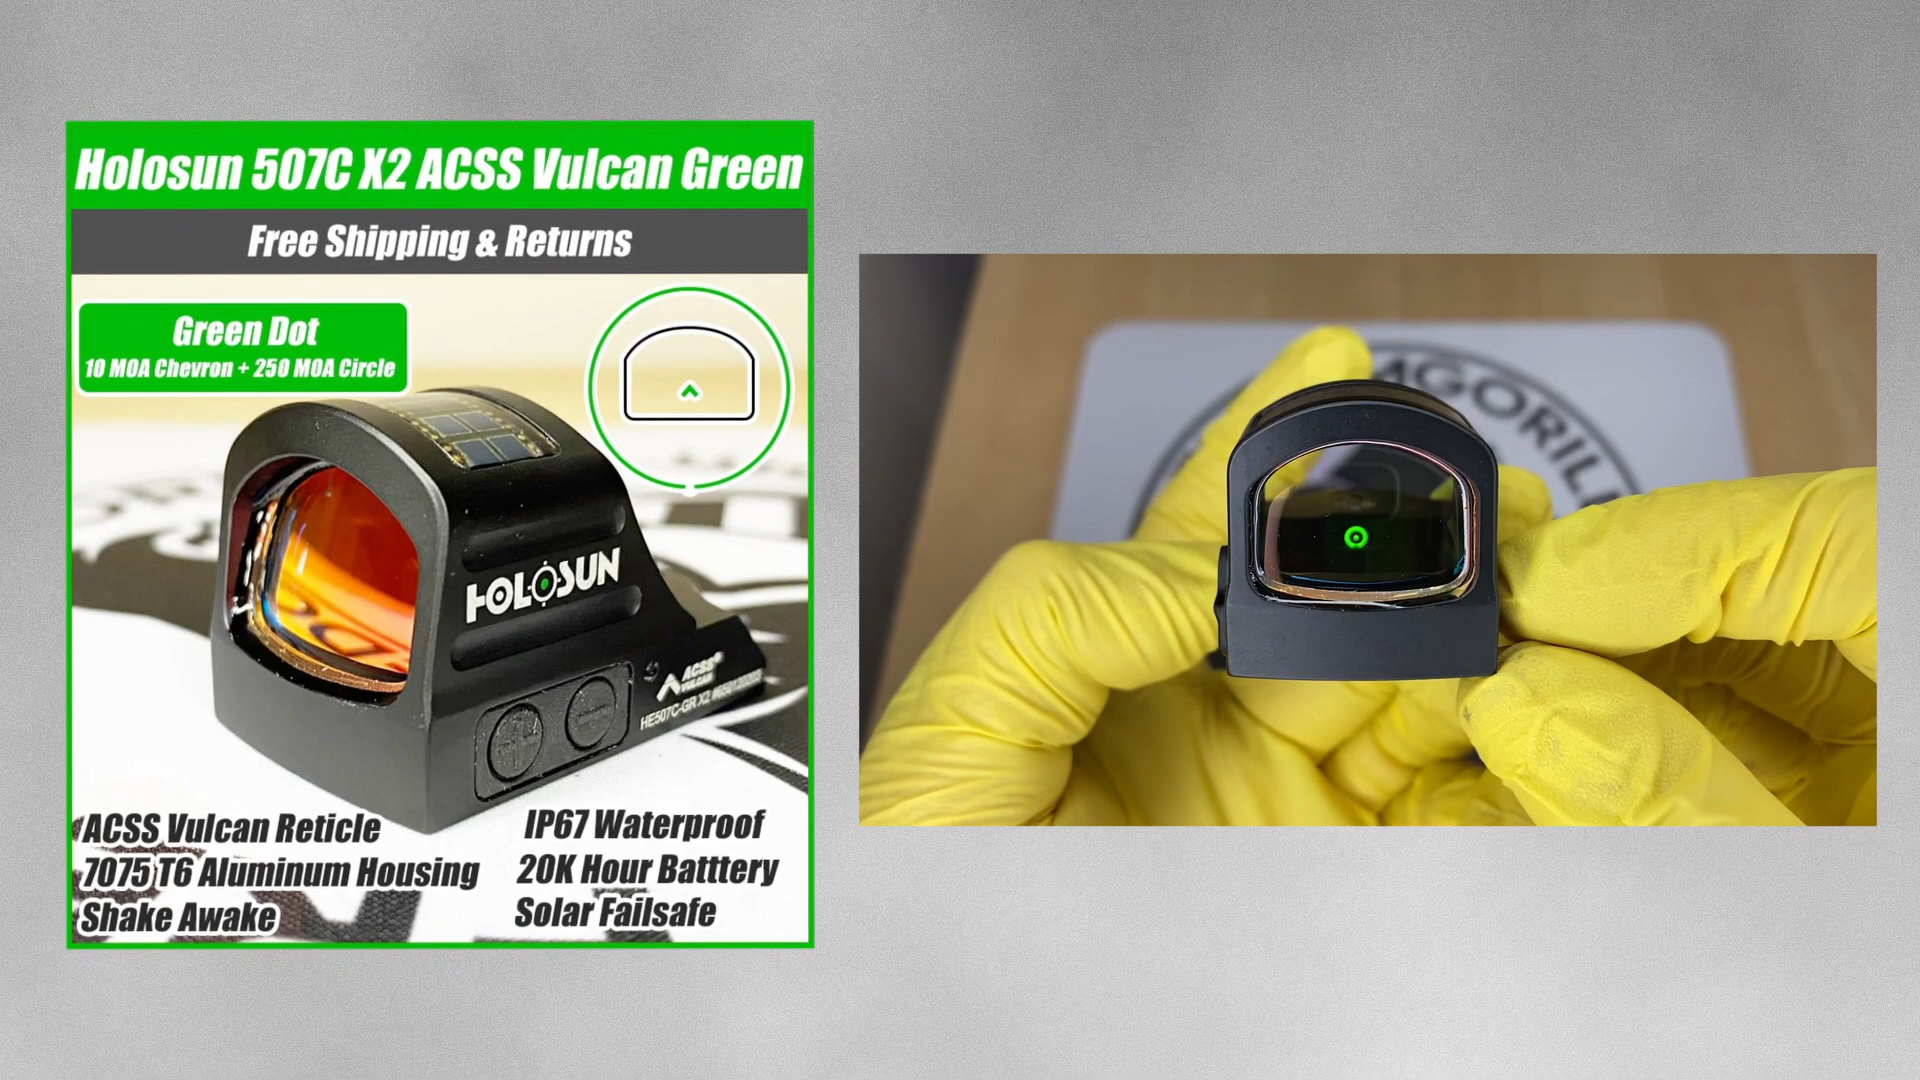 Holosun 507C X2 ACSS Vulcan Green
Free Shipping & Returns
Green Dot
10 MOA Chevron + 250 MOA Circle
HOLOSUN
ACSS®
VULCAN
HE507C-GR X2
ACSS Vulcan Reticle
7075 T6 Aluminum Housing
Shake Awake
IP67 Waterproof
20K Hour Batttery
Solar Failsafe
AGORILL